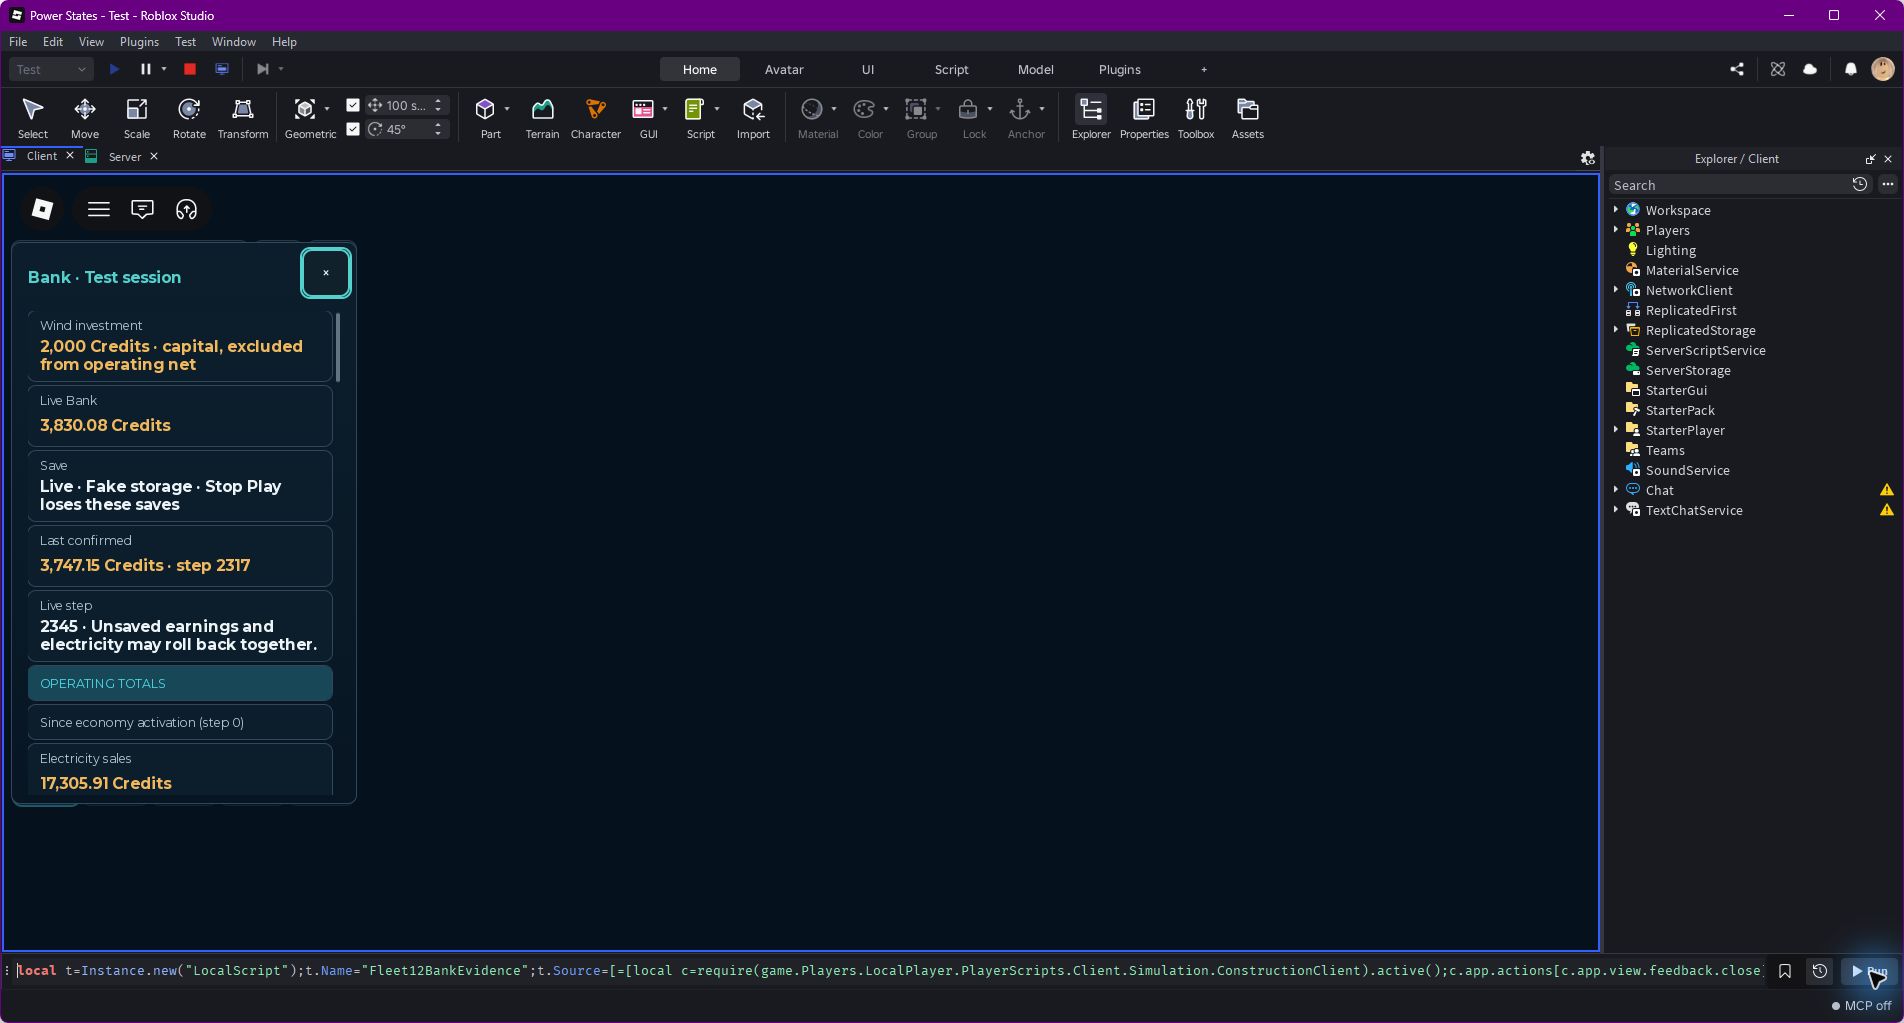 Power States - Test - Roblox Studio
File Edit View Plugins Test Window Help
Test
Home Avatar UI Script Model Plugins +
100 s...
45°
Select Move Scale Rotate Transform Geometric Part Terrain Character GUI Script Import Material Color Group Lock Anchor Explorer Properties Toolbox Assets
Client × Server ×
Explorer / Client
Search
Workspace
Players
Lighting
MaterialService
NetworkClient
ReplicatedFirst
ReplicatedStorage
ServerScriptService
ServerStorage
StarterGui
StarterPack
StarterPlayer
Teams
SoundService
Chat
TextChatService
Bank · Test session
×
Wind investment
2,000 Credits · capital, excluded
from operating net
Live Bank
3,830.08 Credits
Save
Live · Fake storage · Stop Play
loses these saves
Last confirmed
3,747.15 Credits · step 2317
Live step
2345 · Unsaved earnings and
electricity may roll back together.
OPERATING TOTALS
Since economy activation (step 0)
Electricity sales
17,305.91 Credits
local t=Instance.new("LocalScript");t.Name="Fleet12BankEvidence";t.Source=[=[local c=require(game.Players.LocalPlayer.PlayerScripts.Client.Simulation.ConstructionClient).active();c.app.actions[c.app.view.feedback.close]
Run
MCP off